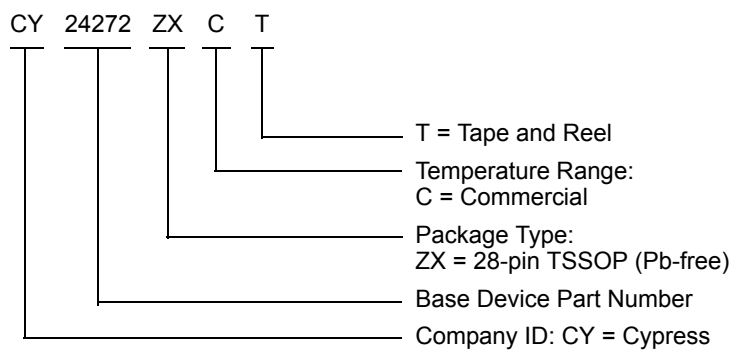 CY 24272 ZX C T
T = Tape and Reel
Temperature Range:
C = Commercial
Package Type:
ZX = 28-pin TSSOP (Pb-free)
Base Device Part Number
Company ID: CY = Cypress